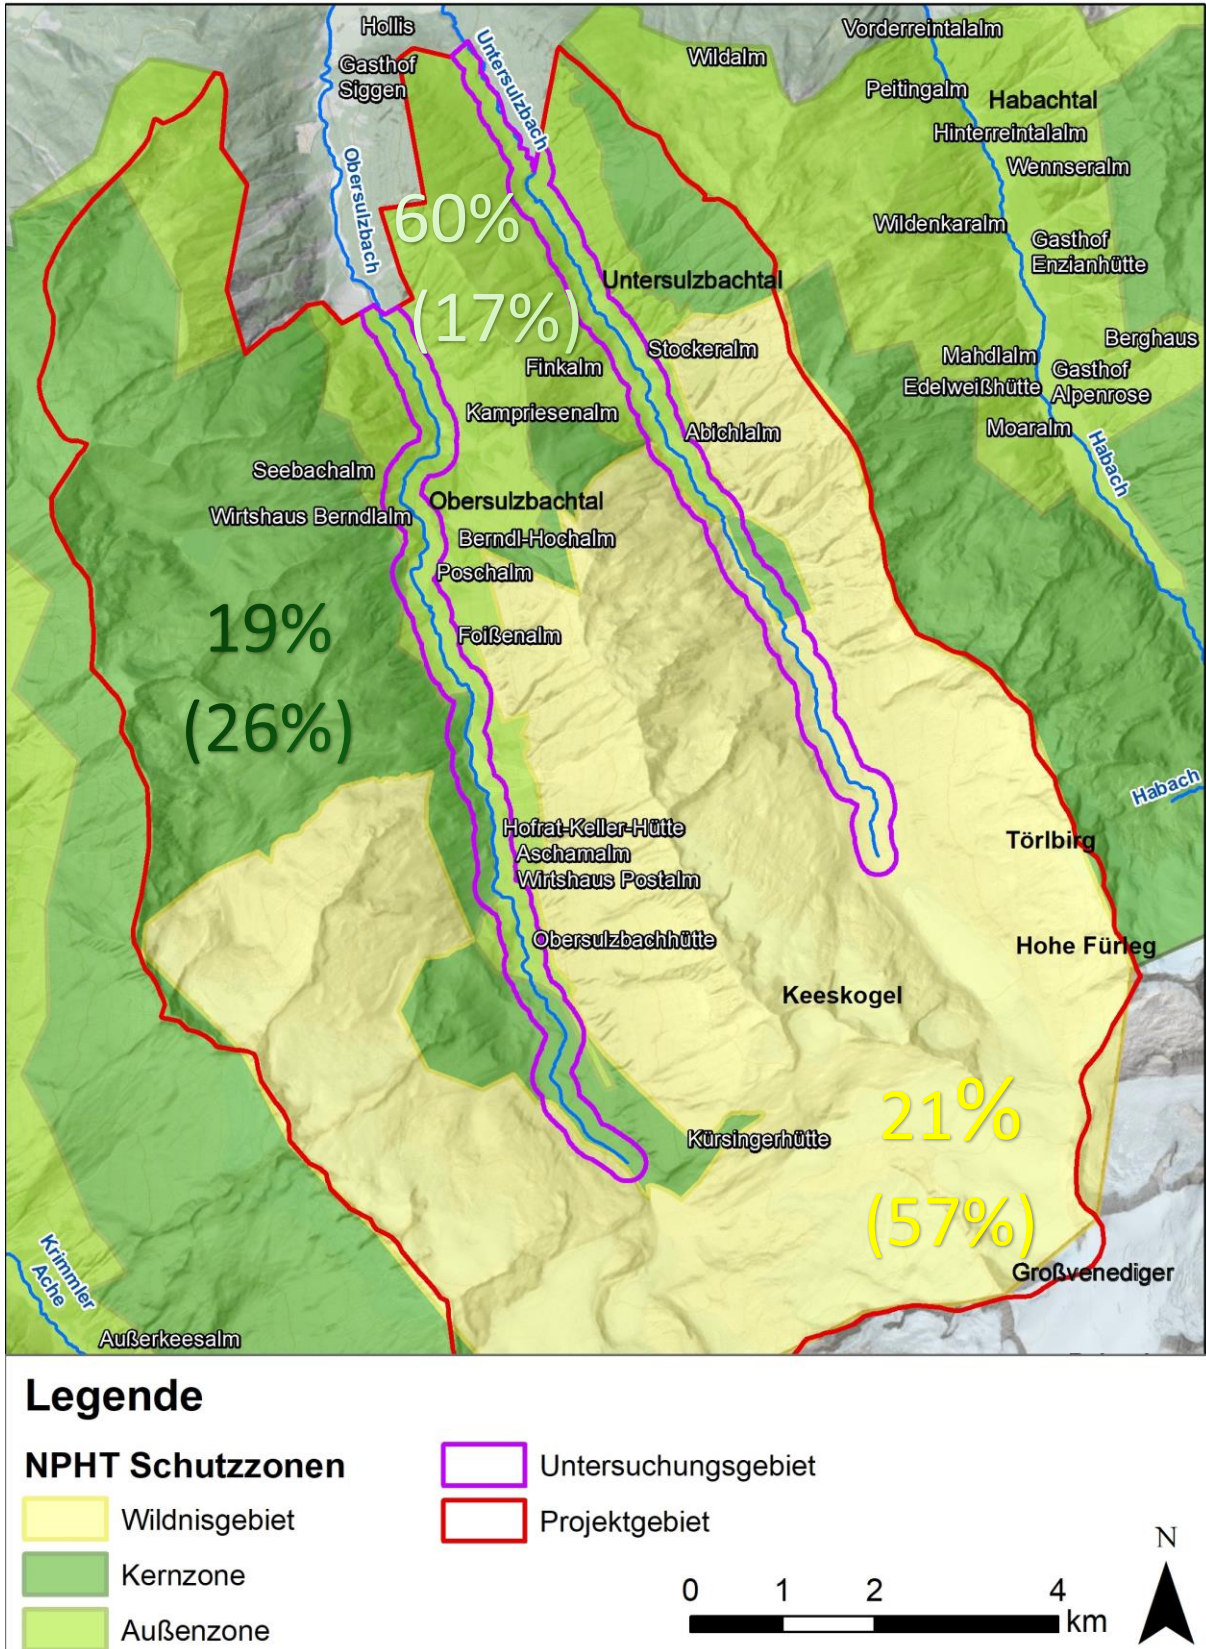 Hollis
Untersulzbach
Vorderreintalalm
Wildalm
Gasthof
Siggen
Peitingalm
Habachtal
Hinterreintalalm
Wennseralm
Obersulzbach
60%
(17%)
Wildenkaralm
Gasthof
Enzianhütte
Untersulzbachtal
Berghaus
Stockeralm
Mahdlalm
Finkalm
Gasthof
Alpenrose
Edelweißhütte
Kampriesenalm
Moaralm
Abichlalm
Habach
Seebachalm
Obersulzbachtal
Wirtshaus Berndlalm
Berndl-Hochalm
Poschalm
19%
(26%)
Foißenalm
Habach
Hofrat-Keller-Hütte
Aschamalm
Wirtshaus Postalm
Törlbirg
Obersulzbachhütte
Hohe Fürleg
Keeskogel
21%
(57%)
Kürsingerhütte
Großvenediger
Krimmler
Ache
Außerkeesalm
Legende
NPHT Schutzzonen
Wildnisgebiet
Kernzone
Außenzone
Untersuchungsgebiet
Projektgebiet
0 1 2 4
km
N